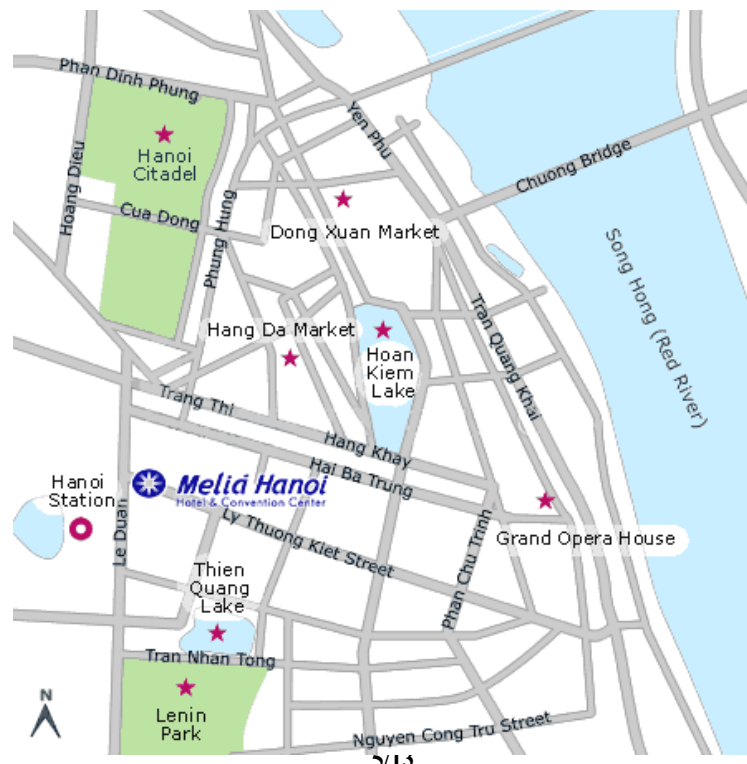 Phan Dinh Phung
Yen Phu
Hanoi
Citadel
Chuong Bridge
Hoang Dieu
Cua Dong
Phung Hung
Dong Xuan Market
Song Hong (Red River)
Tran Quang Khai
Hang Da Market
Hoan
Kiem
Lake
Trang Thi
Hang Khay
Hai Ba Trung
Hanoi
Station
Meliá Hanoi
Hotel & Convention Center
Le Duan
Ly Thuong Kiet Street
Phan Chu Trinh
Grand Opera House
Thien
Quang
Lake
Tran Nhan Tong
N
Lenin
Park
Nguyen Cong Tru Street
5/13